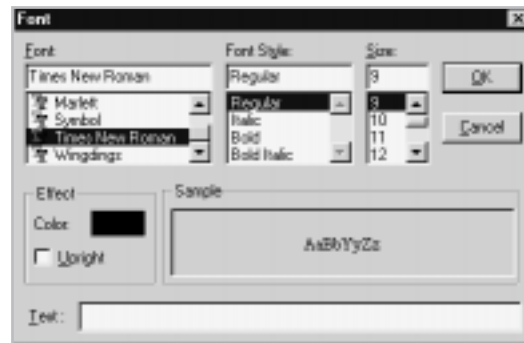 Font
Font: Font Style: Size:
Times New Roman Regular 9 OK
Marlett Regular 9
Symbol Italic 10 Cancel
Times New Roman Bold 11
Wingdings Bold Italic 12
Effect Sample
Color:
AaBbYyZz
Upright
Text: